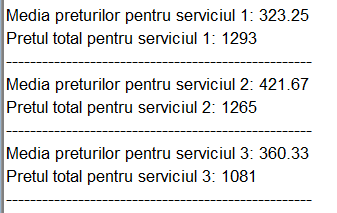 Media preturilor pentru serviciul 1: 323.25
Pretul total pentru serviciul 1: 1293
---------------------------------------------------
Media preturilor pentru serviciul 2: 421.67
Pretul total pentru serviciul 2: 1265
---------------------------------------------------
Media preturilor pentru serviciul 3: 360.33
Pretul total pentru serviciul 3: 1081
---------------------------------------------------